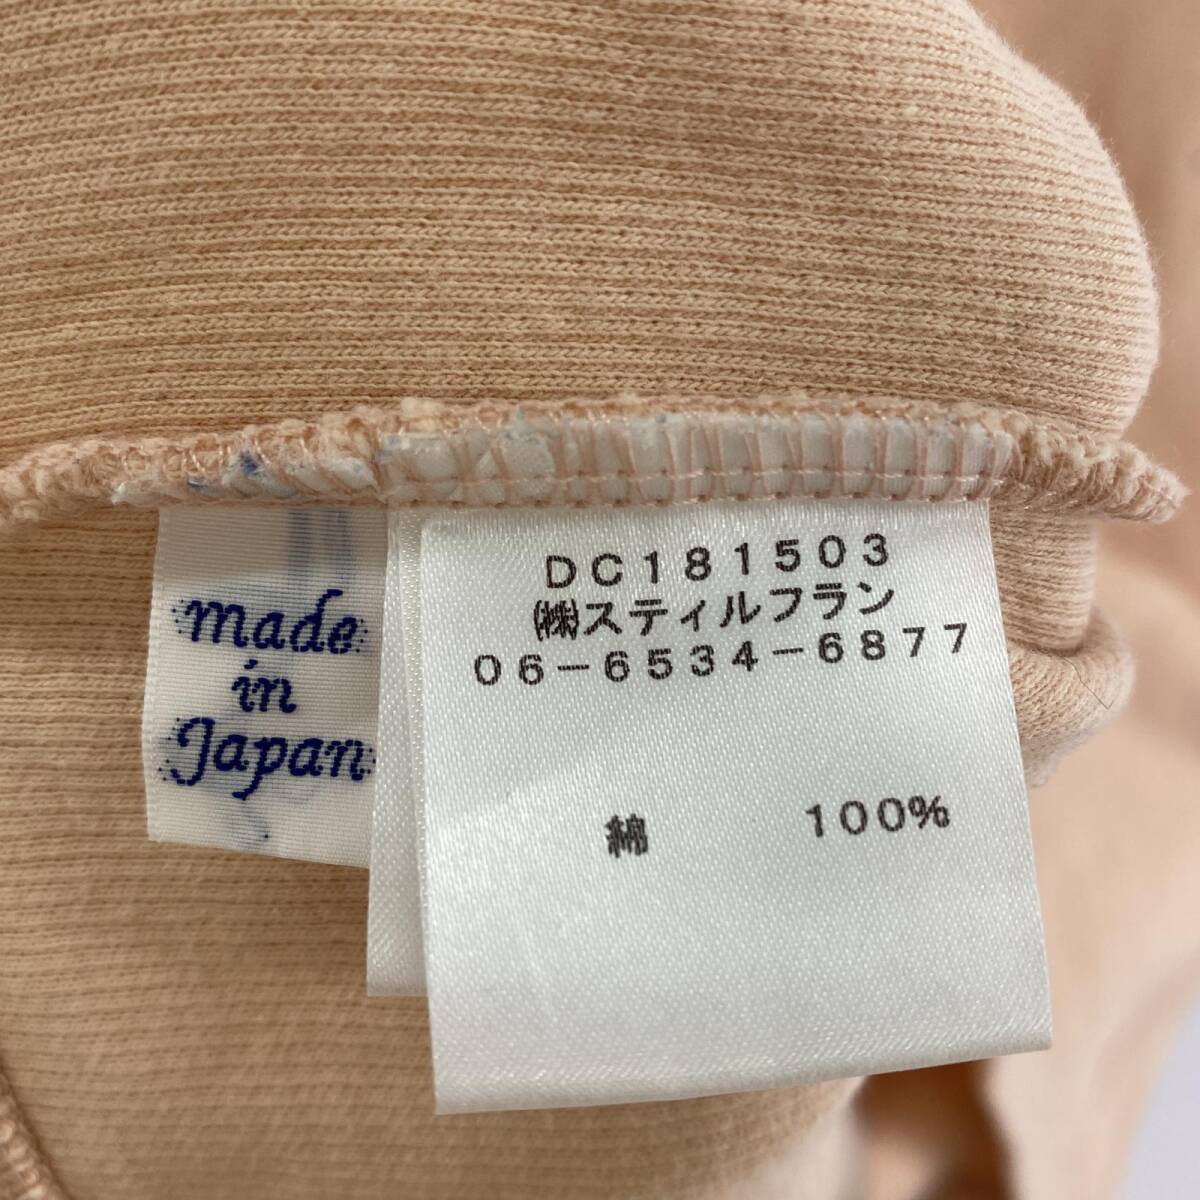 made
in
Japan
DC181503
㈱スティルフラン
06-6534-6877
綿 100%